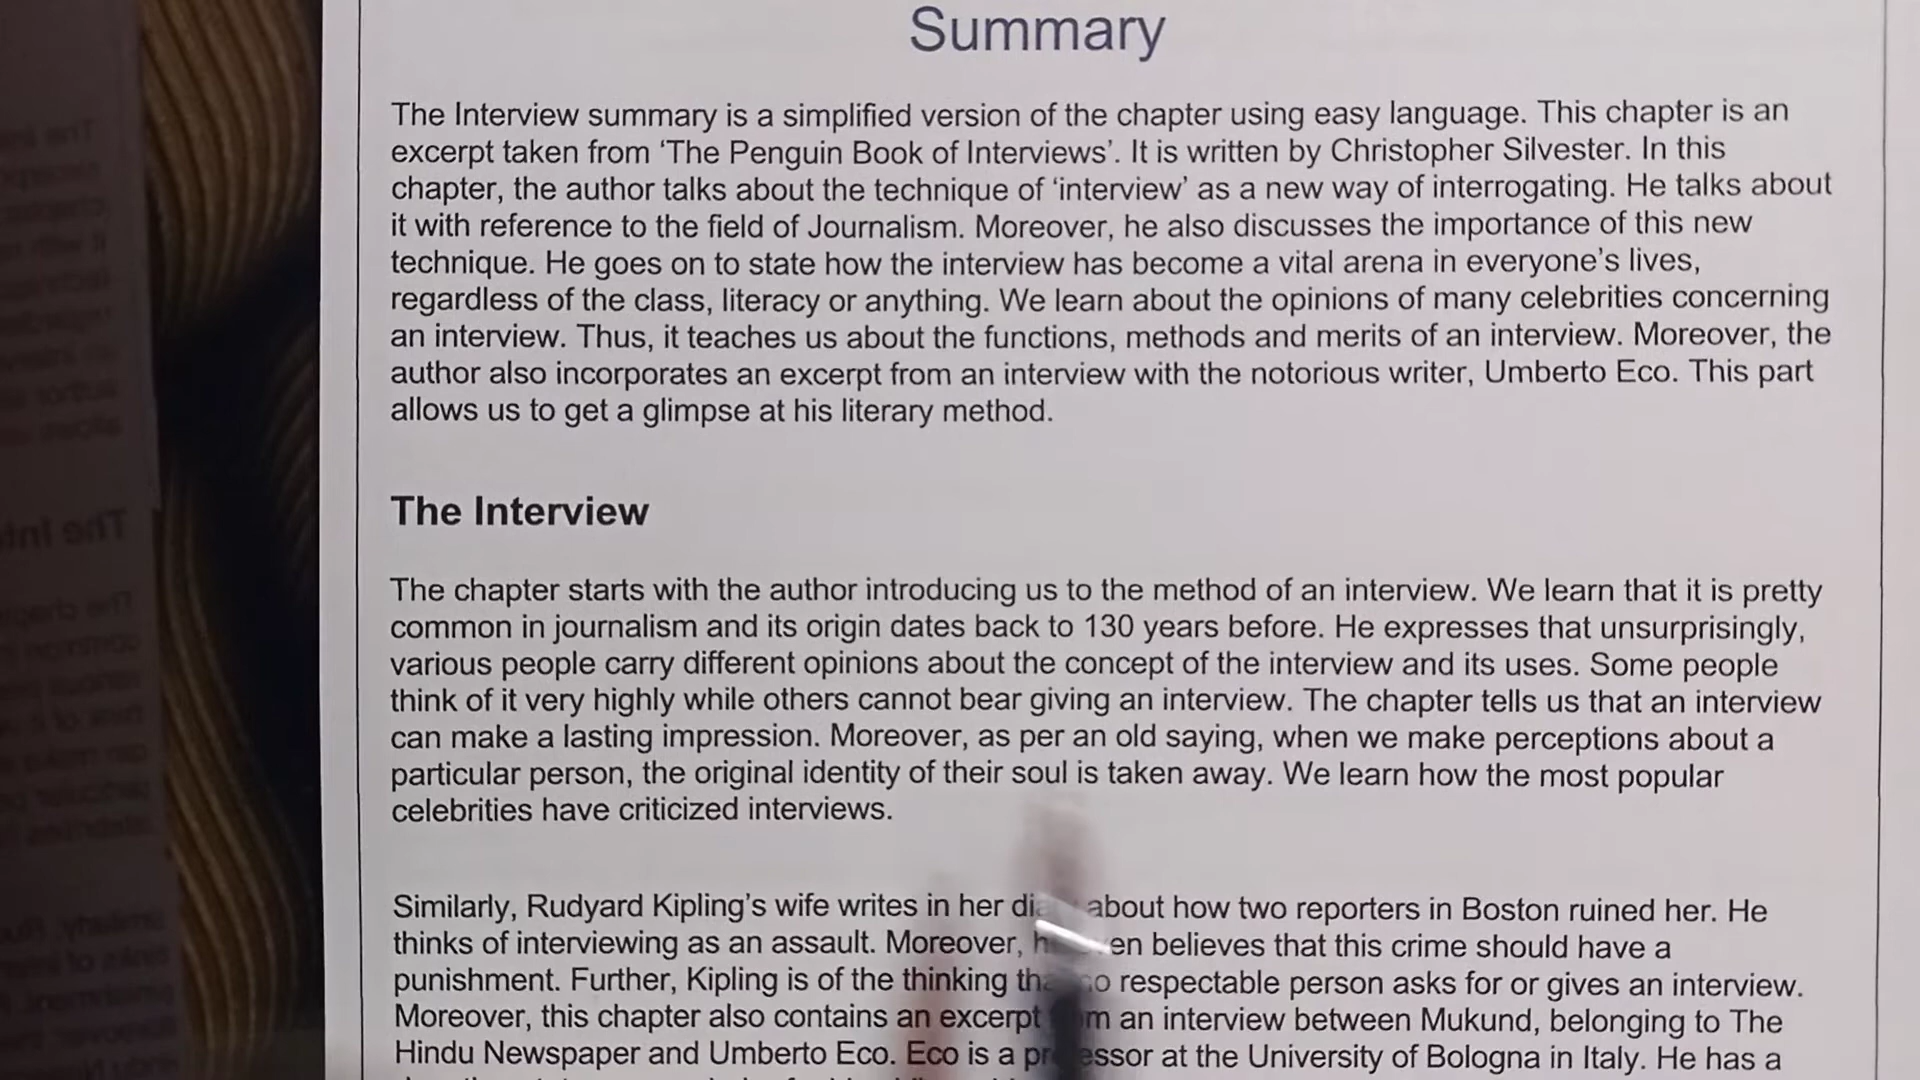 Summary
The Interview summary is a simplified version of the chapter using easy language. This chapter is an
excerpt taken from ‘The Penguin Book of Interviews’. It is written by Christopher Silvester. In this
chapter, the author talks about the technique of ‘interview’ as a new way of interrogating. He talks about
it with reference to the field of Journalism. Moreover, he also discusses the importance of this new
technique. He goes on to state how the interview has become a vital arena in everyone’s lives,
regardless of the class, literacy or anything. We learn about the opinions of many celebrities concerning
an interview. Thus, it teaches us about the functions, methods and merits of an interview. Moreover, the
author also incorporates an excerpt from an interview with the notorious writer, Umberto Eco. This part
allows us to get a glimpse at his literary method.
The Interview
The chapter starts with the author introducing us to the method of an interview. We learn that it is pretty
common in journalism and its origin dates back to 130 years before. He expresses that unsurprisingly,
various people carry different opinions about the concept of the interview and its uses. Some people
think of it very highly while others cannot bear giving an interview. The chapter tells us that an interview
can make a lasting impression. Moreover, as per an old saying, when we make perceptions about a
particular person, the original identity of their soul is taken away. We learn how the most popular
celebrities have criticized interviews.
Similarly, Rudyard Kipling’s wife writes in her about how two reporters in Boston ruined her. He
thinks of interviewing as an assault. Moreover, believes that this crime should have a
punishment. Further, Kipling is of the thinking respectable person asks for or gives an interview.
Moreover, this chapter also contains an excerpt an interview between Mukund, belonging to The
Hindu Newspaper and Umberto Eco. Eco is a at the University of Bologna in Italy. He has a